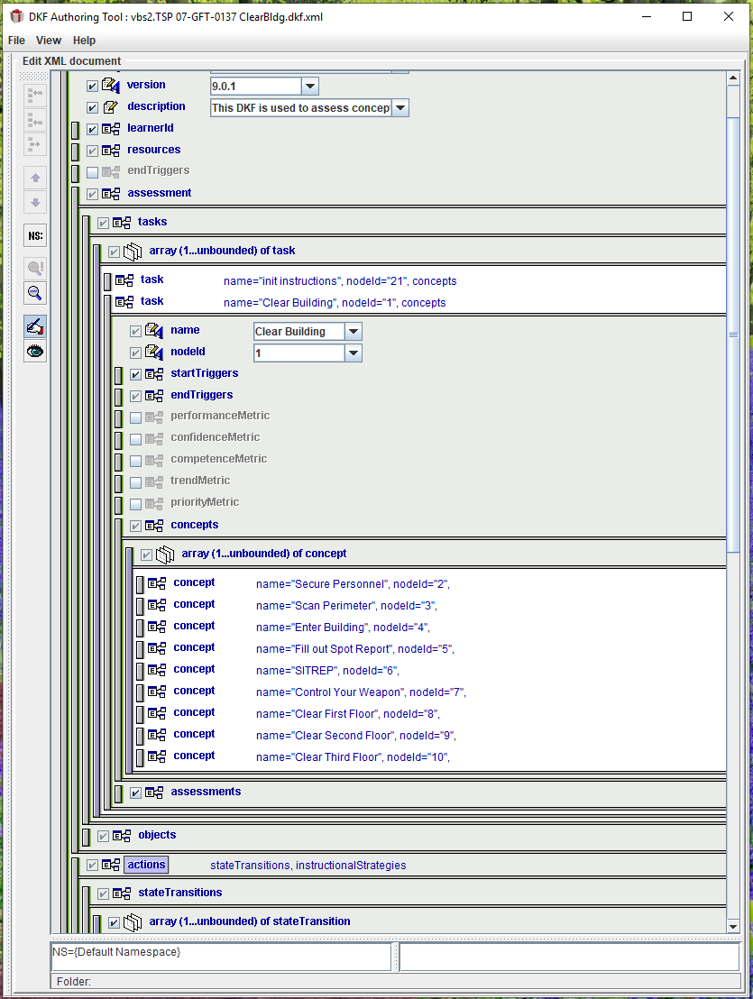 DKF Authoring Tool : vbs2.TSP 07-GFT-0137 ClearBldg.dkf.xml
File View Help
Edit XML document
version 9.0.1
description This DKF is used to assess concep
learnerId
resources
endTriggers
assessment
tasks
array (1...unbounded) of task
task name="init instructions", nodeId="21", concepts
task name="Clear Building", nodeId="1", concepts
name Clear Building
nodeId 1
startTriggers
endTriggers
performanceMetric
confidenceMetric
competenceMetric
trendMetric
priorityMetric
concepts
array (1...unbounded) of concept
concept name="Secure Personnel", nodeId="2",
concept name="Scan Perimeter", nodeId="3",
concept name="Enter Building", nodeId="4",
concept name="Fill out Spot Report", nodeId="5",
concept name="SITREP", nodeId="6",
concept name="Control Your Weapon", nodeId="7",
concept name="Clear First Floor", nodeId="8",
concept name="Clear Second Floor", nodeId="9",
concept name="Clear Third Floor", nodeId="10",
assessments
objects
actions stateTransitions, instructionalStrategies
stateTransitions
array (1...unbounded) of stateTransition
NS:
NS={Default Namespace}
Folder: